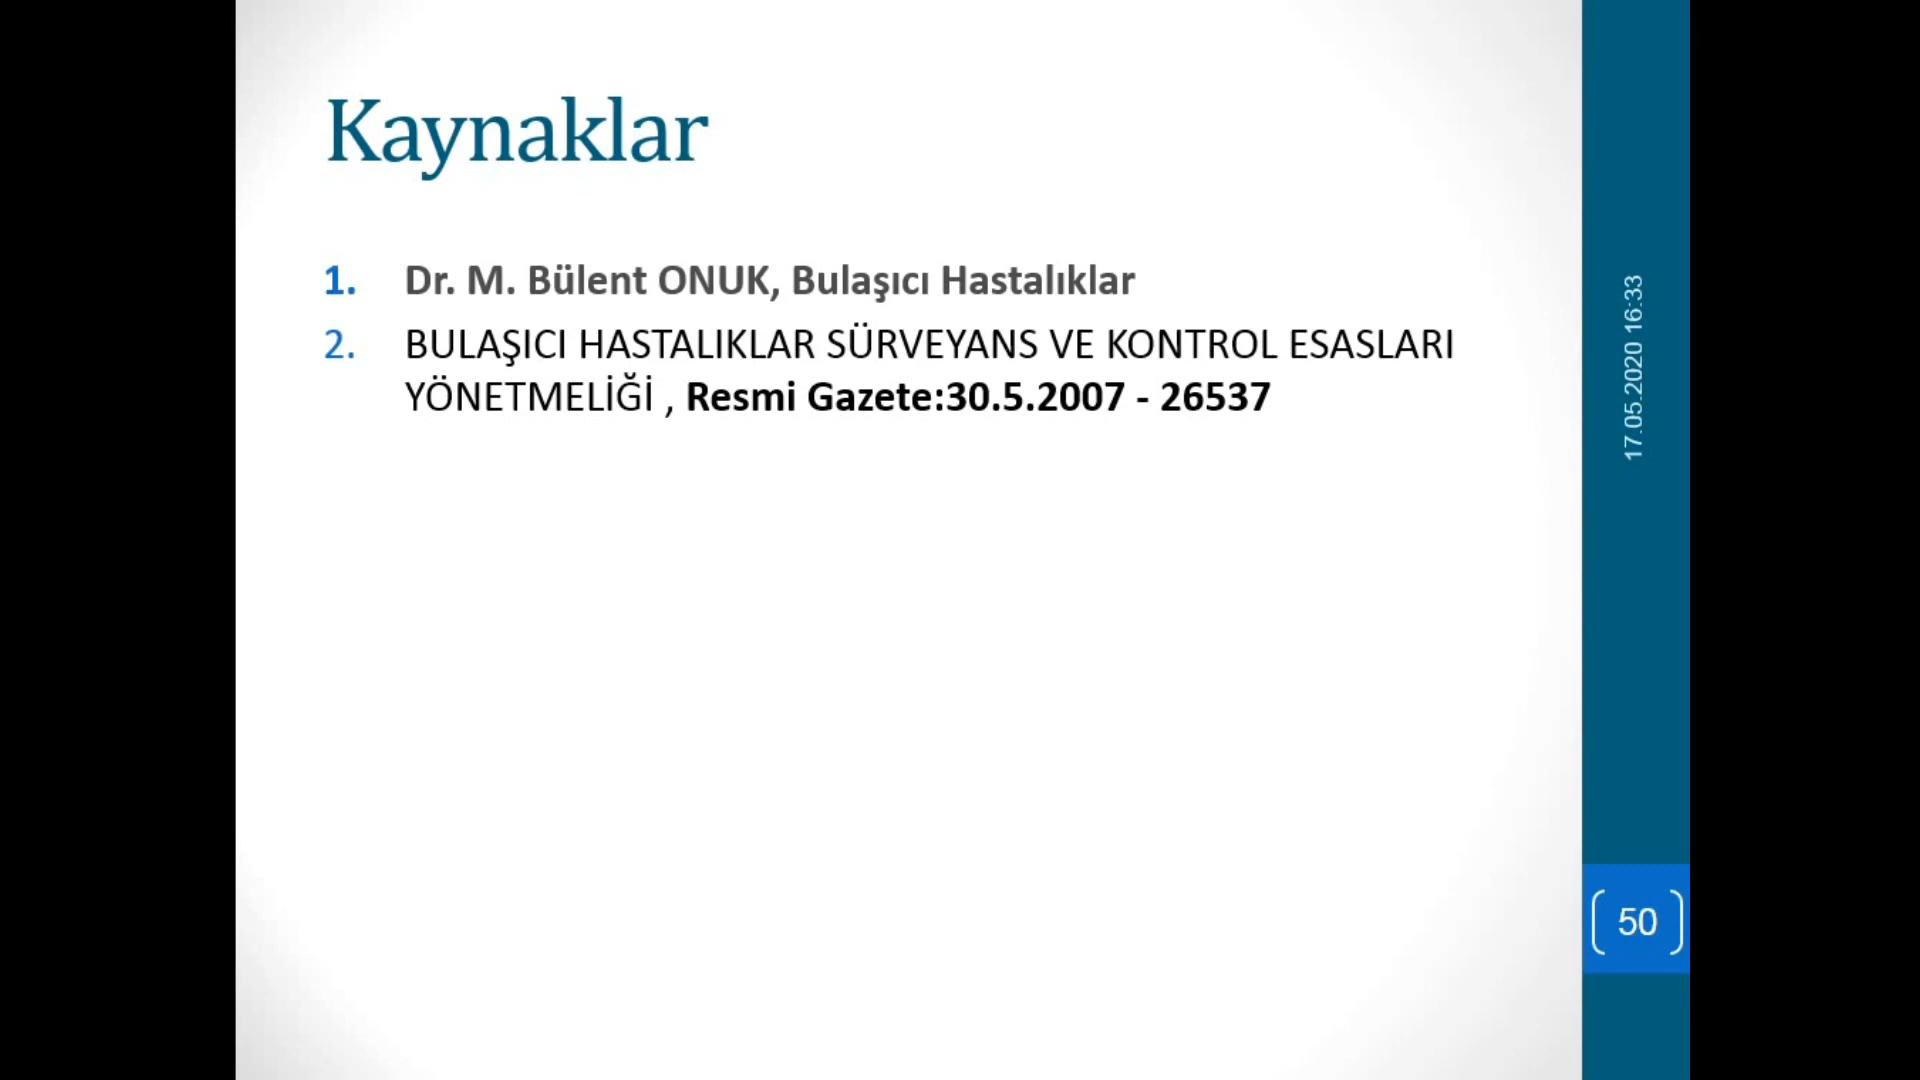 Kaynaklar
1. Dr. M. Bülent ONUK, Bulaşıcı Hastalıklar
2. BULAŞICI HASTALIKLAR SÜRVEYANS VE KONTROL ESASLARI
YÖNETMELİĞİ , Resmi Gazete:30.5.2007 - 26537
17.05.2020 16:33
50